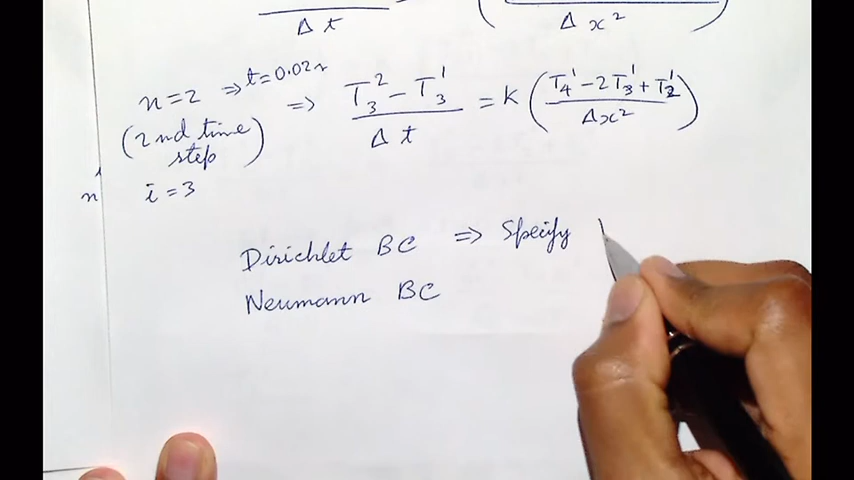 Δt
Δx²
n=2 ⇒ t=0.02s ⇒ (T₃² − T₃¹)/Δt = K ((T₄¹ − 2T₃¹ + T₂¹)/Δx²)
(2nd time step)
n
i=3
Dirichlet BC ⇒ Specify
Neumann BC